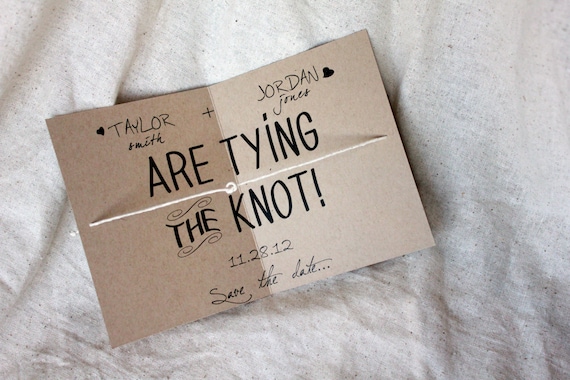 TAYLOR + JORDAN
smith jones
ARE TYING
THE KNOT!
11.28.12
Save the date...